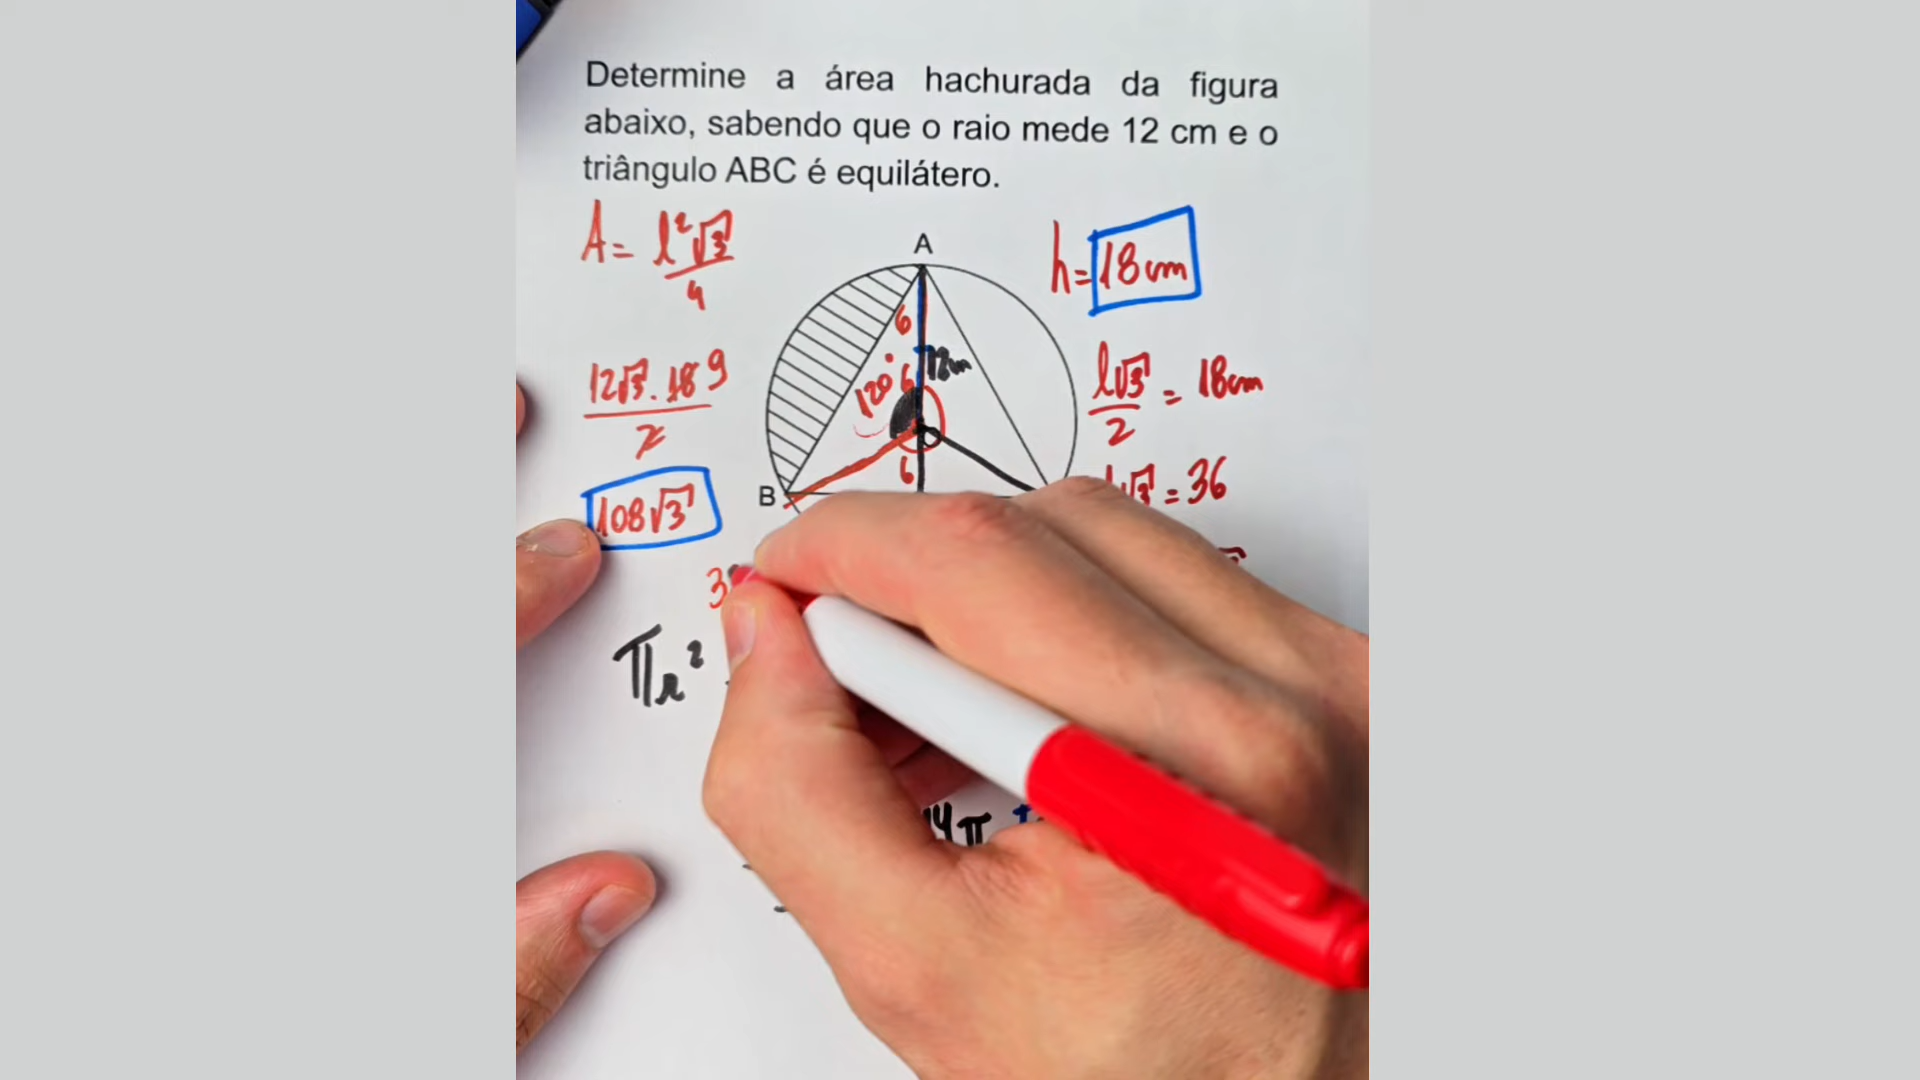 Determine a área hachurada da figura
abaixo, sabendo que o raio mede 12 cm e o
triângulo ABC é equilátero.
A = l²√3
4
A
h = 18cm
6
12√3 . 18 9
2
120°
6
12cm
l√3 = 18cm
2
6
B
108√3
l√3 = 36
3
πr²
π